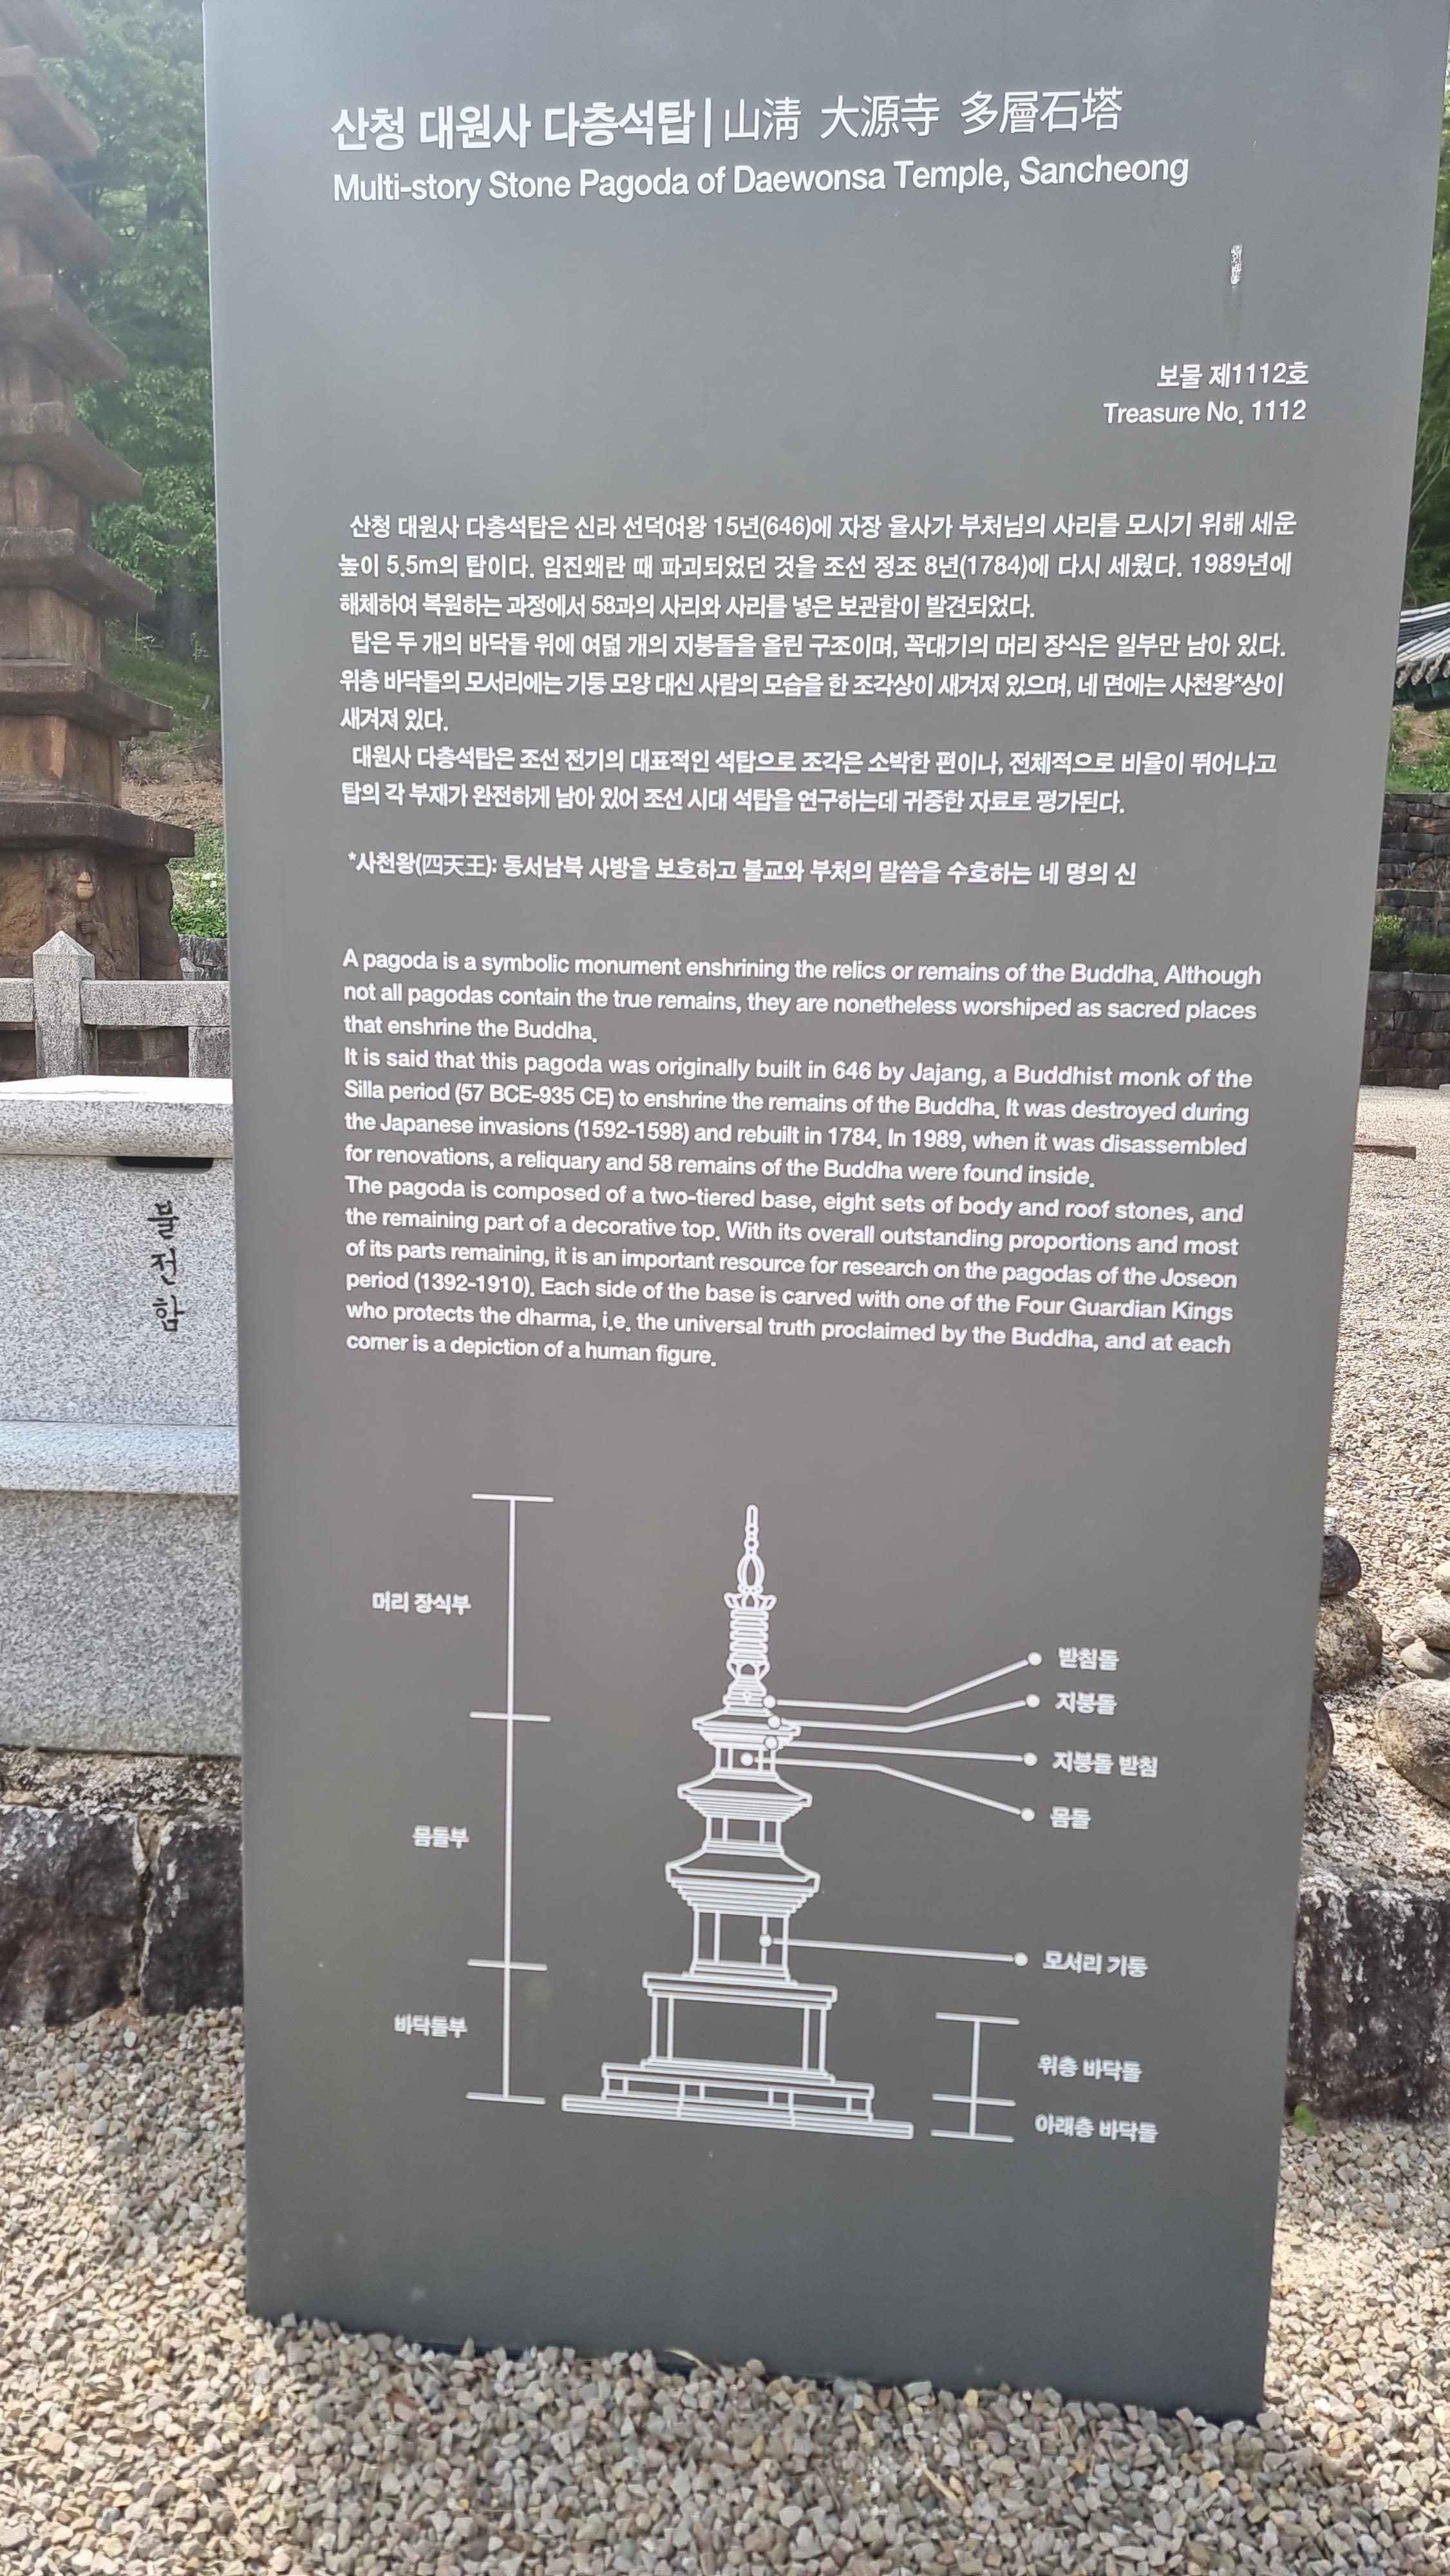 산청 대원사 다층석탑 | 山淸 大源寺 多層石塔
Multi-story Stone Pagoda of Daewonsa Temple, Sancheong
보물 제1112호
Treasure No. 1112
산청 대원사 다층석탑은 신라 선덕여왕 15년(646)에 자장 율사가 부처님의 사리를 모시기 위해 세운
높이 5.5m의 탑이다. 임진왜란 때 파괴되었던 것을 조선 정조 8년(1784)에 다시 세웠다. 1989년에
해체하여 복원하는 과정에서 58과의 사리와 사리를 넣은 보관함이 발견되었다.
탑은 두 개의 바닥돌 위에 여덟 개의 지붕돌을 올린 구조이며, 꼭대기의 머리 장식은 일부만 남아 있다.
위층 바닥돌의 모서리에는 기둥 모양 대신 사람의 모습을 한 조각상이 새겨져 있으며, 네 면에는 사천왕*상이
새겨져 있다.
대원사 다층석탑은 조선 전기의 대표적인 석탑으로 조각은 소박한 편이나, 전체적으로 비율이 뛰어나고
탑의 각 부재가 완전하게 남아 있어 조선 시대 석탑을 연구하는데 귀중한 자료로 평가된다.
*사천왕(四天王): 동서남북 사방을 보호하고 불교와 부처의 말씀을 수호하는 네 명의 신
A pagoda is a symbolic monument enshrining the relics or remains of the Buddha. Although
not all pagodas contain the true remains, they are nonetheless worshiped as sacred places
that enshrine the Buddha.
It is said that this pagoda was originally built in 646 by Jajang, a Buddhist monk of the
Silla period (57 BCE-935 CE) to enshrine the remains of the Buddha. It was destroyed during
the Japanese invasions (1592-1598) and rebuilt in 1784. In 1989, when it was disassembled
for renovations, a reliquary and 58 remains of the Buddha were found inside.
The pagoda is composed of a two-tiered base, eight sets of body and roof stones, and
the remaining part of a decorative top. With its overall outstanding proportions and most
of its parts remaining, it is an important resource for research on the pagodas of the Joseon
period (1392-1910). Each side of the base is carved with one of the Four Guardian Kings
who protects the dharma, i.e. the universal truth proclaimed by the Buddha, and at each
corner is a depiction of a human figure.
머리 장식부
몸돌부
바닥돌부
받침돌
지붕돌
지붕돌 받침
몸돌
모서리 기둥
위층 바닥돌
아래층 바닥돌
불전함